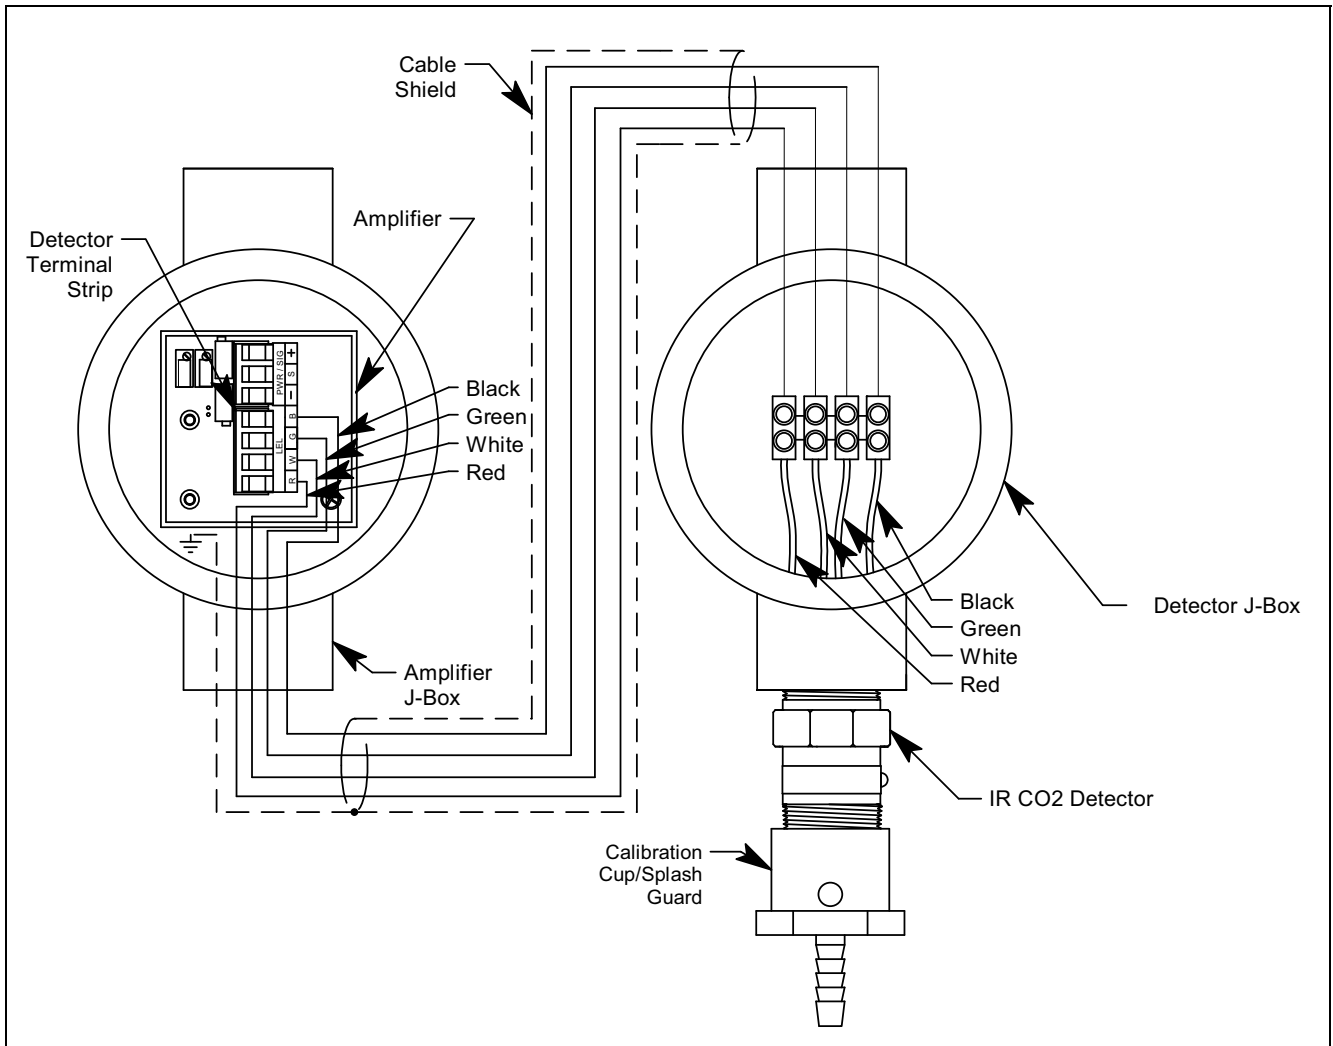 Cable
Shield
Amplifier
Detector
Terminal
Strip
PWR / SIG
+
S
−
LEL
B
G
W
R
Black
Green
White
Red
Amplifier
J-Box
Black
Green
White
Red
Detector J-Box
IR CO2 Detector
Calibration
Cup/Splash
Guard